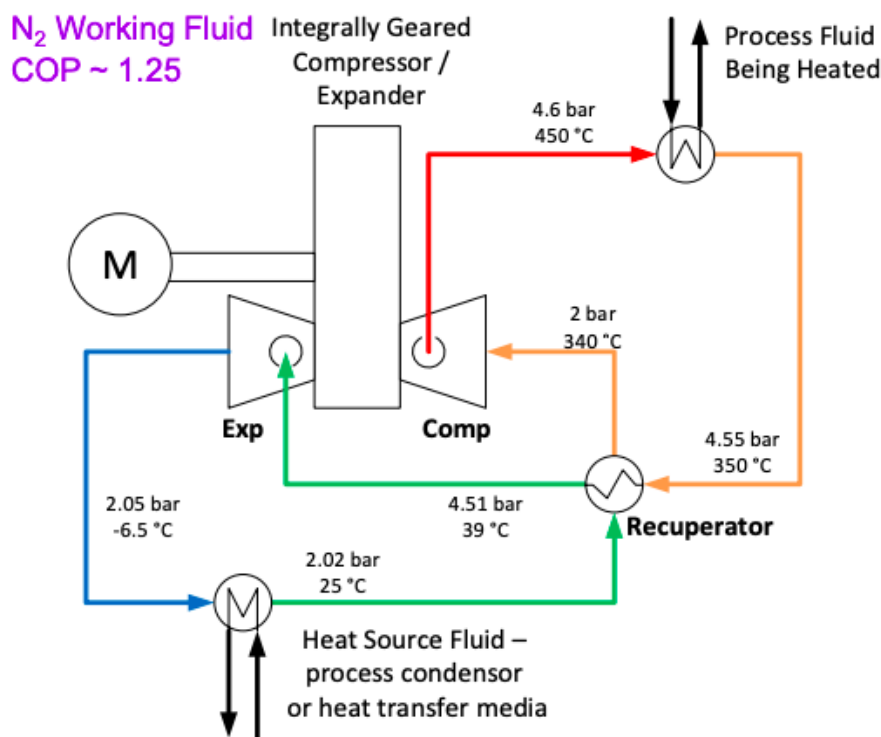 N₂ Working Fluid
COP ~ 1.25
Integrally Geared
Compressor /
Expander
Process Fluid
Being Heated
4.6 bar
450 °C
M
2 bar
340 °C
Exp
Comp
4.55 bar
350 °C
2.05 bar
-6.5 °C
4.51 bar
39 °C
Recuperator
2.02 bar
25 °C
Heat Source Fluid –
process condensor
or heat transfer media